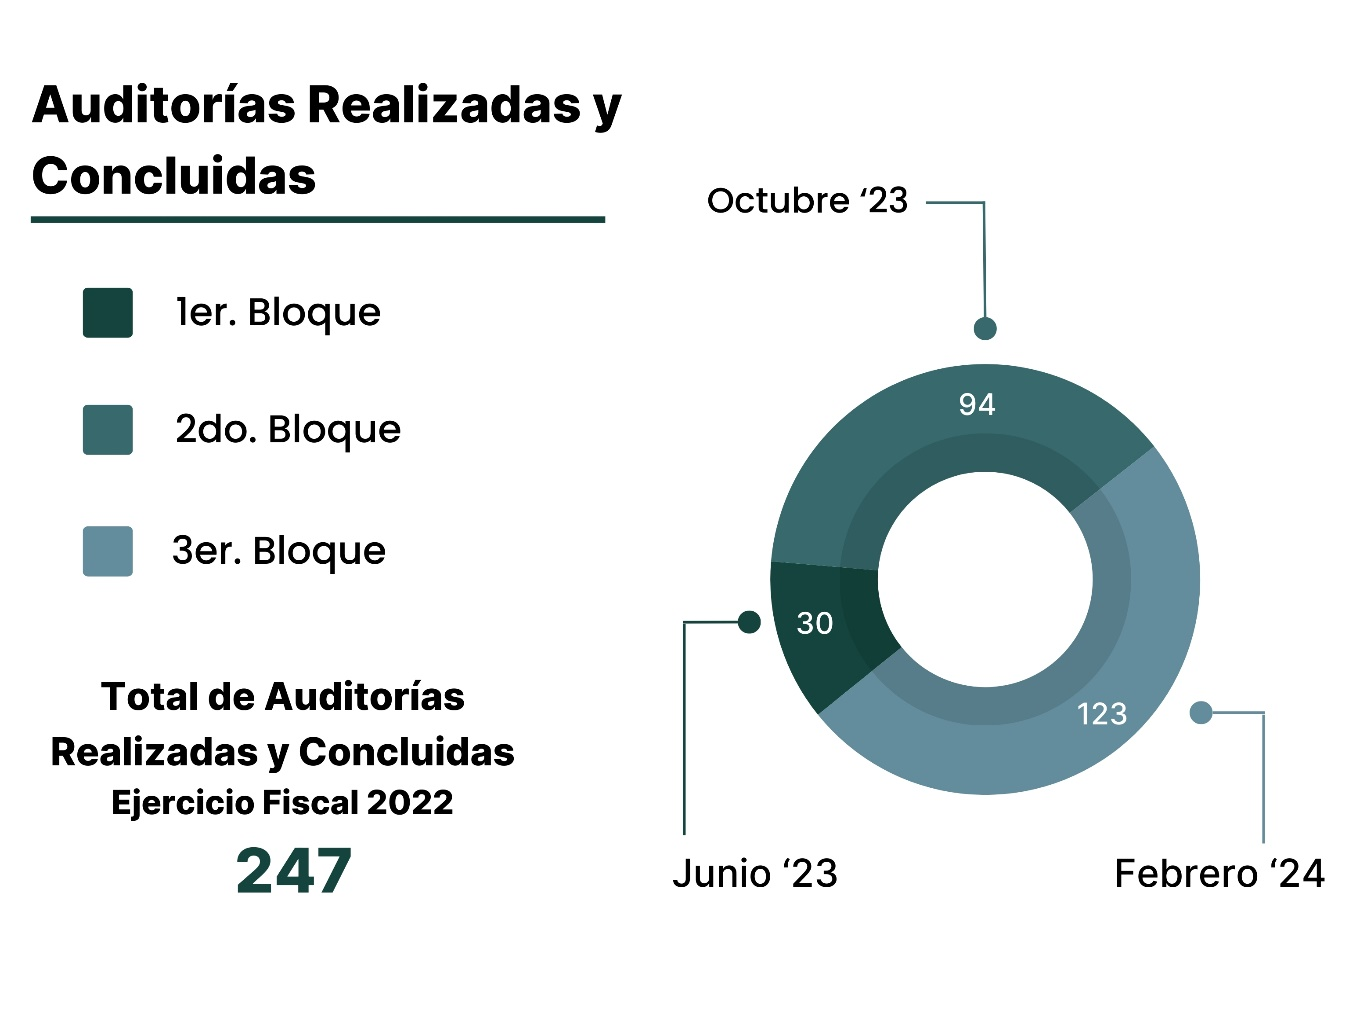 Auditorías Realizadas y
Concluidas
1er. Bloque
2do. Bloque
3er. Bloque
Total de Auditorías
Realizadas y Concluidas
Ejercicio Fiscal 2022
247
Octubre ‘23
94
30
123
Junio ‘23
Febrero ‘24